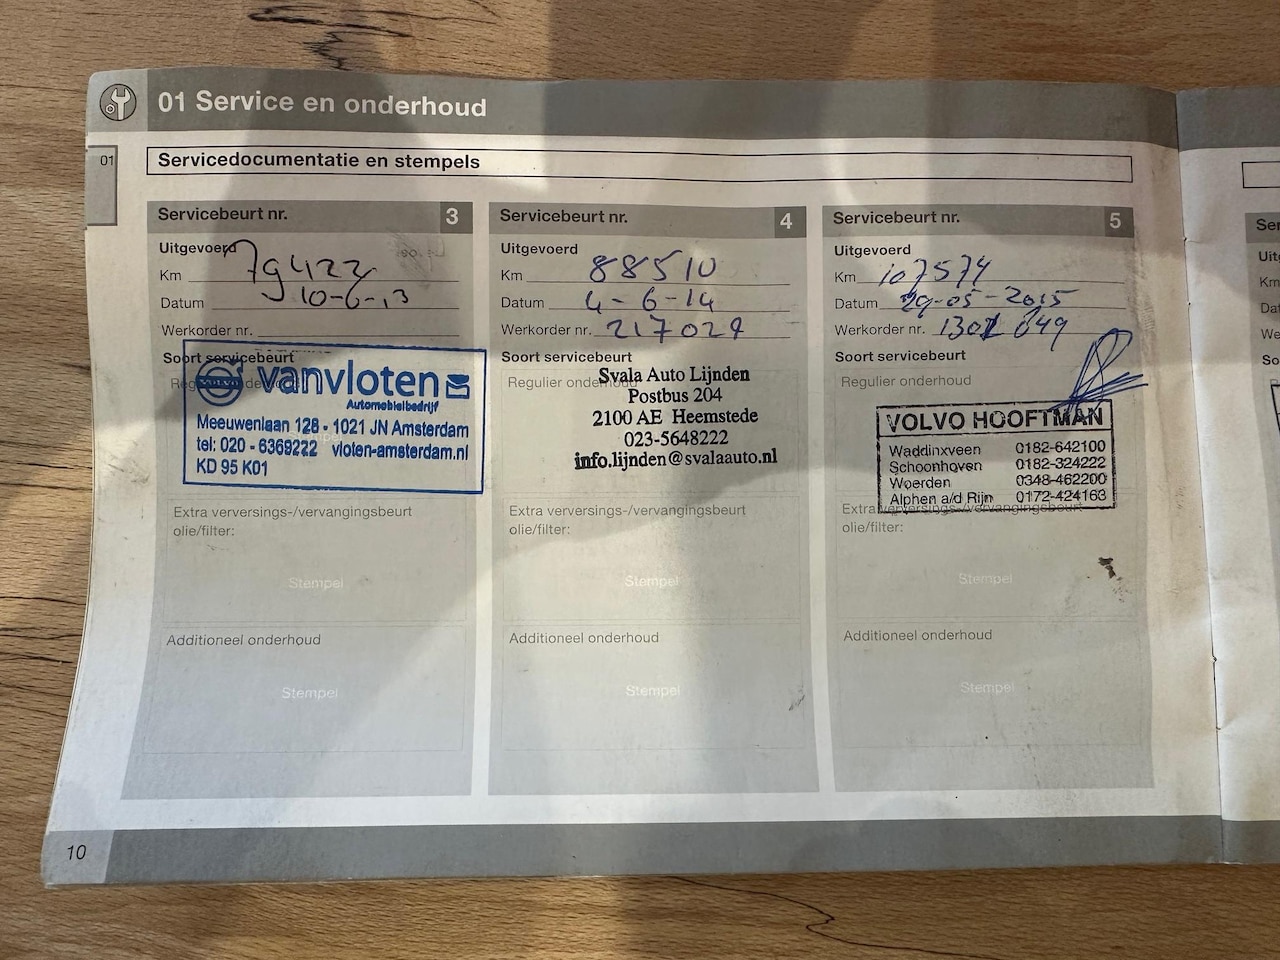 01 Service en onderhoud
01
Servicedocumentatie en stempels
Servicebeurt nr. 3
Uitgevoerd
Km 79422
Datum 10-6-13
Werkorder nr.
Soort servicebeurt
vanvloten
Automobielbedrijf
Meeuwenlaan 128 - 1021 JN Amsterdam
tel: 020 - 6369222 vloten-amsterdam.nl
KD 95 K01
Extra verversings-/vervangingsbeurt
olie/filter:
Stempel
Additioneel onderhoud
Stempel
Servicebeurt nr. 4
Uitgevoerd
Km 88510
Datum 4-6-14
Werkorder nr. 217029
Soort servicebeurt
Regulier onderhoud
Svala Auto Lijnden
Postbus 204
2100 AE Heemstede
023-5648222
info.lijnden@svalaauto.nl
Extra verversings-/vervangingsbeurt
olie/filter:
Stempel
Additioneel onderhoud
Stempel
Servicebeurt nr. 5
Uitgevoerd
Km 107574
Datum 29-05-2015
Werkorder nr.
Soort servicebeurt
Regulier onderhoud
VOLVO HOOFTMAN
Waddinxveen 0182-642100
Schoonhoven 0182-324222
Woerden 0348-462200
Alphen a/d Rijn 0172-424163
Extra verversings-/vervangingsbeurt
olie/filter:
Stempel
Additioneel onderhoud
Stempel
10